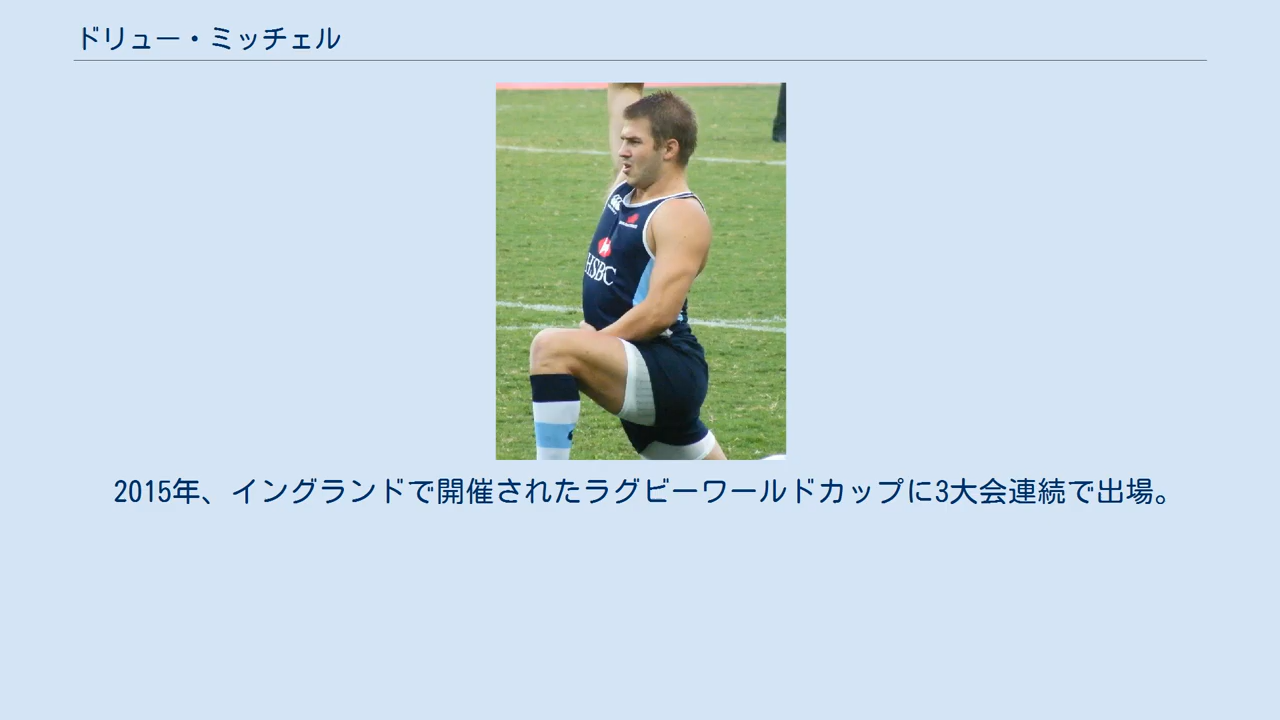 ドリュー・ミッチェル
HSBC
2015年、イングランドで開催されたラグビーワールドカップに3大会連続で出場。